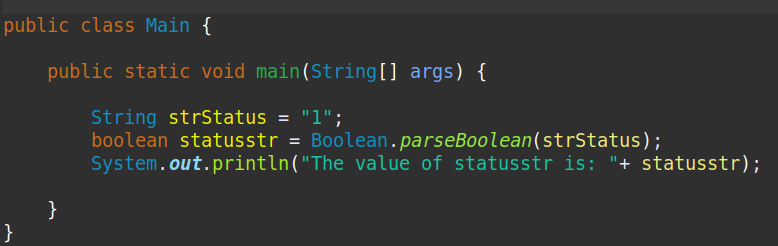 public class Main {
public static void main(String[] args) {
String strStatus = "1";
boolean statusstr = Boolean.parseBoolean(strStatus);
System.out.println("The value of statusstr is: "+ statusstr);
}
}